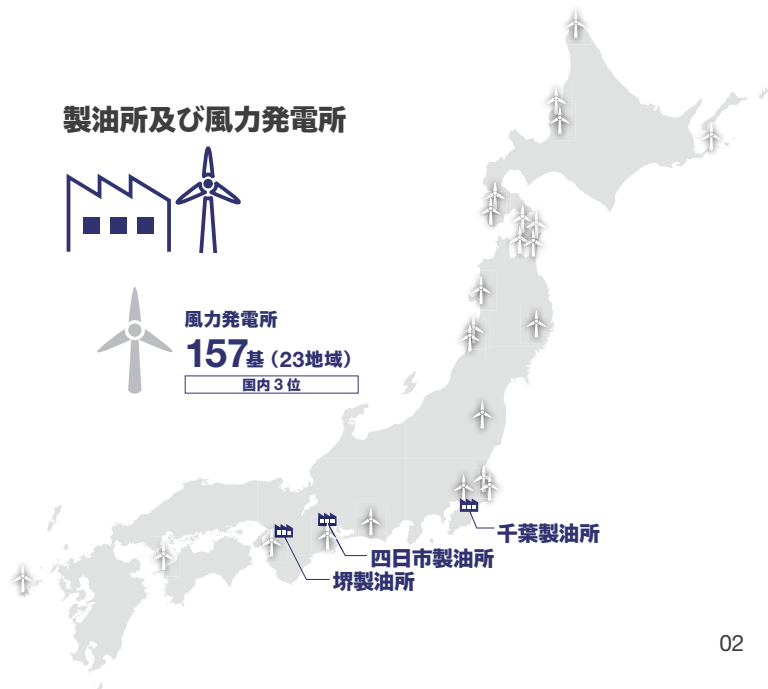 製油所及び風力発電所
風力発電所
157基（23地域）
国内3位
千葉製油所
四日市製油所
堺製油所
02